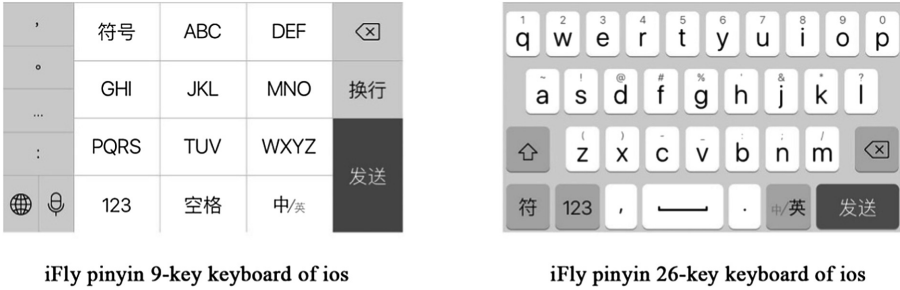 ， 符号 ABC DEF
。 GHI JKL MNO 换行
...
PQRS TUV WXYZ
: 发送
123 空格 中/英
iFly pinyin 9-key keyboard of ios
1 2 3 4 5 6 7 8 9 0
q w e r t y u i o p
~ ! @ # % ' & * ?
a s d f g h j k l
( ) - _ : ; /
z x c v b n m
符 123 , . 中/英 发送
iFly pinyin 26-key keyboard of ios